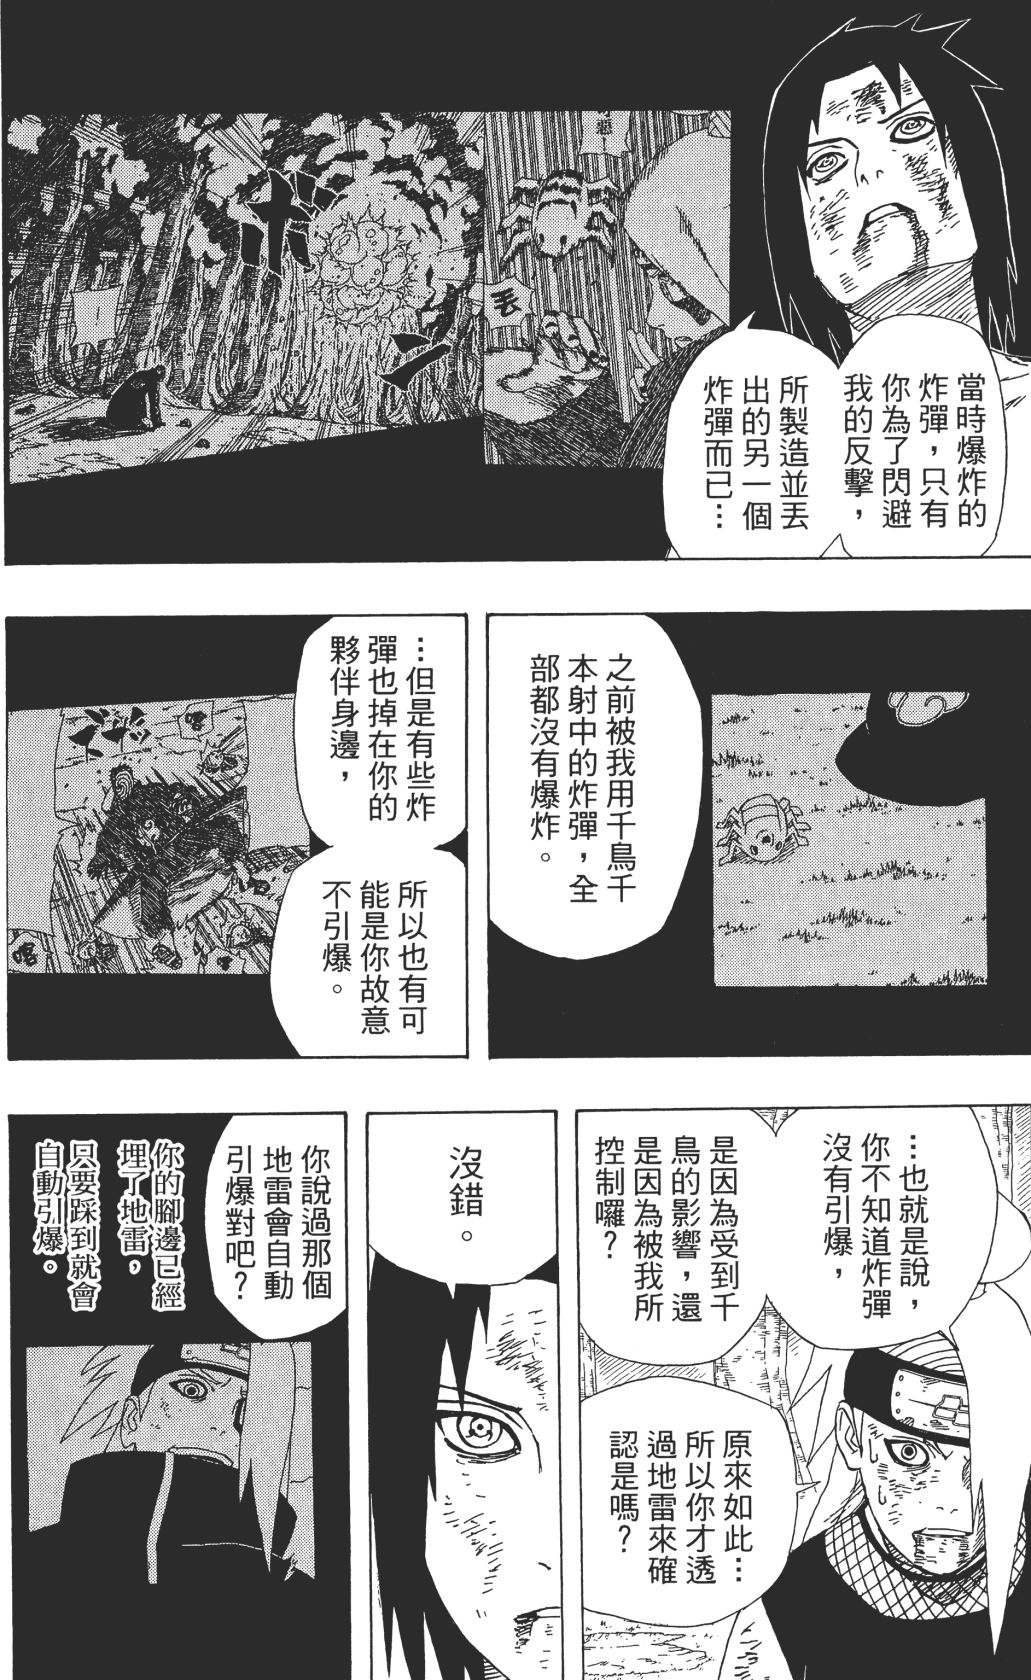 當時爆炸的
炸彈，只有
你為了閃避
我的反擊，
所製造並丟
出的另一個
炸彈而已…
忍！
丟
之前被我用千鳥千
本射中的炸彈，全
部都沒有爆炸。
…但是有些炸
彈也掉在你的
夥伴身邊，
所以也有可
能是你故意
不引爆。
…也就是說，
你不知道炸彈
沒有引爆，
是因為受到千
鳥的影響，還
是因為被我所
控制囉？
原來如此…
所以你才透
過地雷來確
認是嗎？
沒錯。
你說過那個
地雷會自動
引爆對吧？
你的腳邊已經
埋了地雷，
只要踩到就會
自動引爆。